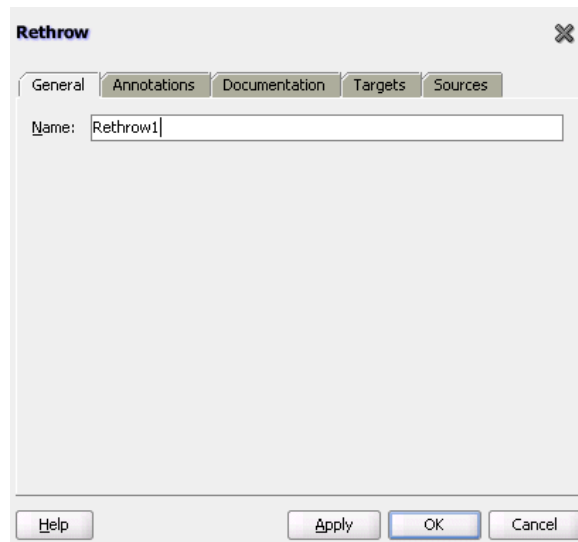 Rethrow
General Annotations Documentation Targets Sources
Name: Rethrow1
Help Apply OK Cancel